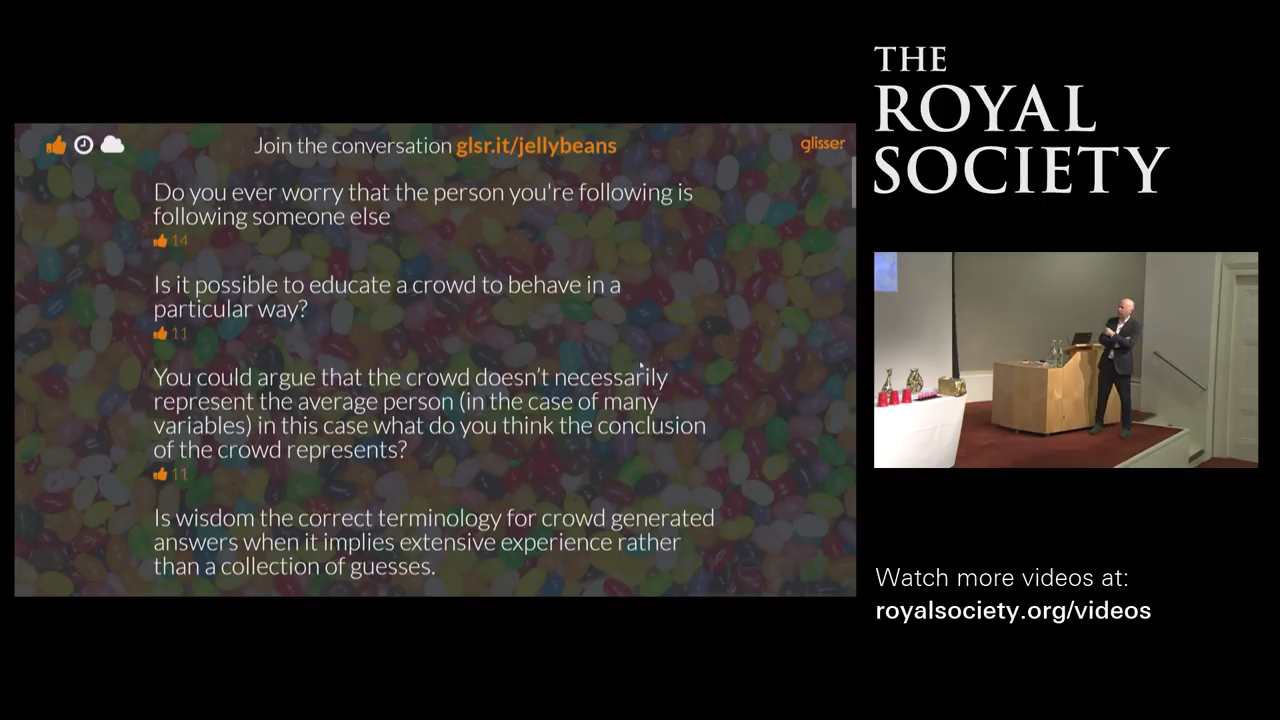 Join the conversation glsr.it/jellybeans
glisser
Do you ever worry that the person you're following is
following someone else
14
Is it possible to educate a crowd to behave in a
particular way?
11
You could argue that the crowd doesn't necessarily
represent the average person (in the case of many
variables) in this case what do you think the conclusion
of the crowd represents?
11
Is wisdom the correct terminology for crowd generated
answers when it implies extensive experience rather
than a collection of guesses.
THE
ROYAL
SOCIETY
Watch more videos at:
royalsociety.org/videos